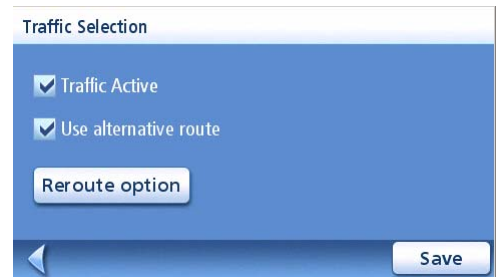 Traffic Selection
Traffic Active
Use alternative route
Reroute option
Save